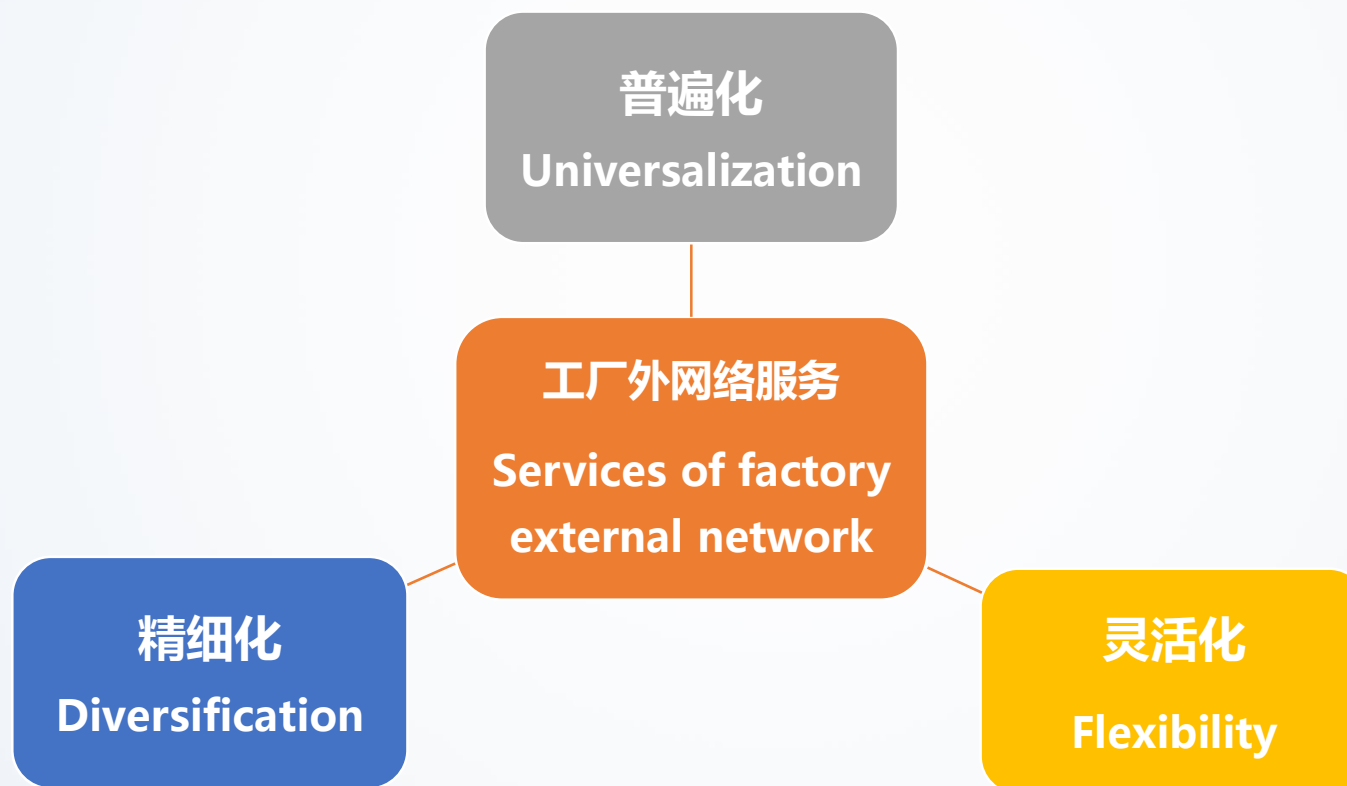 普遍化
Universalization
工厂外网络服务
Services of factory
external network
精细化
Diversification
灵活化
Flexibility